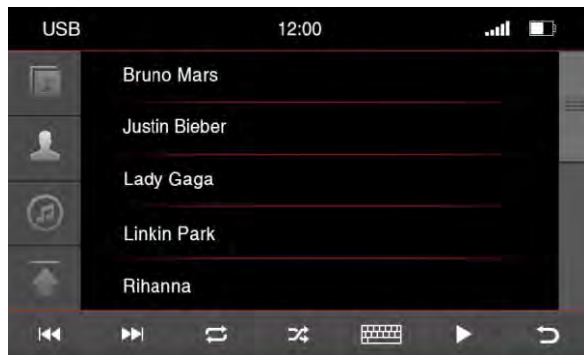 USB 12:00
Bruno Mars
Justin Bieber
Lady Gaga
Linkin Park
Rihanna